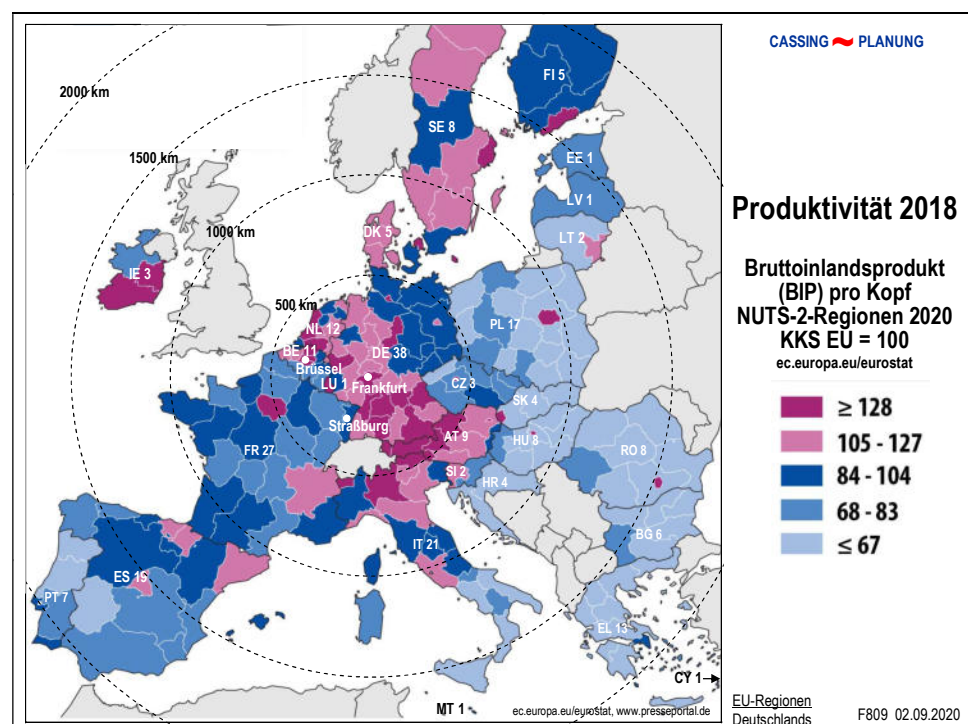 CASSING PLANUNG
2000 km
1500 km
1000 km
500 km
FI 5
SE 8
EE 1
LV 1
LT 2
DK 5
IE 3
NL 12
PL 17
BE 11
DE 38
Brüssel
LU 1
Frankfurt
CZ 3
SK 4
Straßburg
AT 9
HU 8
FR 27
RO 8
SI 2
HR 4
BG 6
IT 21
ES 19
PT 7
EL 13
CY 1
MT 1
ec.europa.eu/eurostat, www.presseportal.de
Produktivität 2018
Bruttoinlandsprodukt
(BIP) pro Kopf
NUTS-2-Regionen 2020
KKS EU = 100
ec.europa.eu/eurostat
≥ 128
105 - 127
84 - 104
68 - 83
≤ 67
EU-Regionen
Deutschlands
F809 02.09.2020